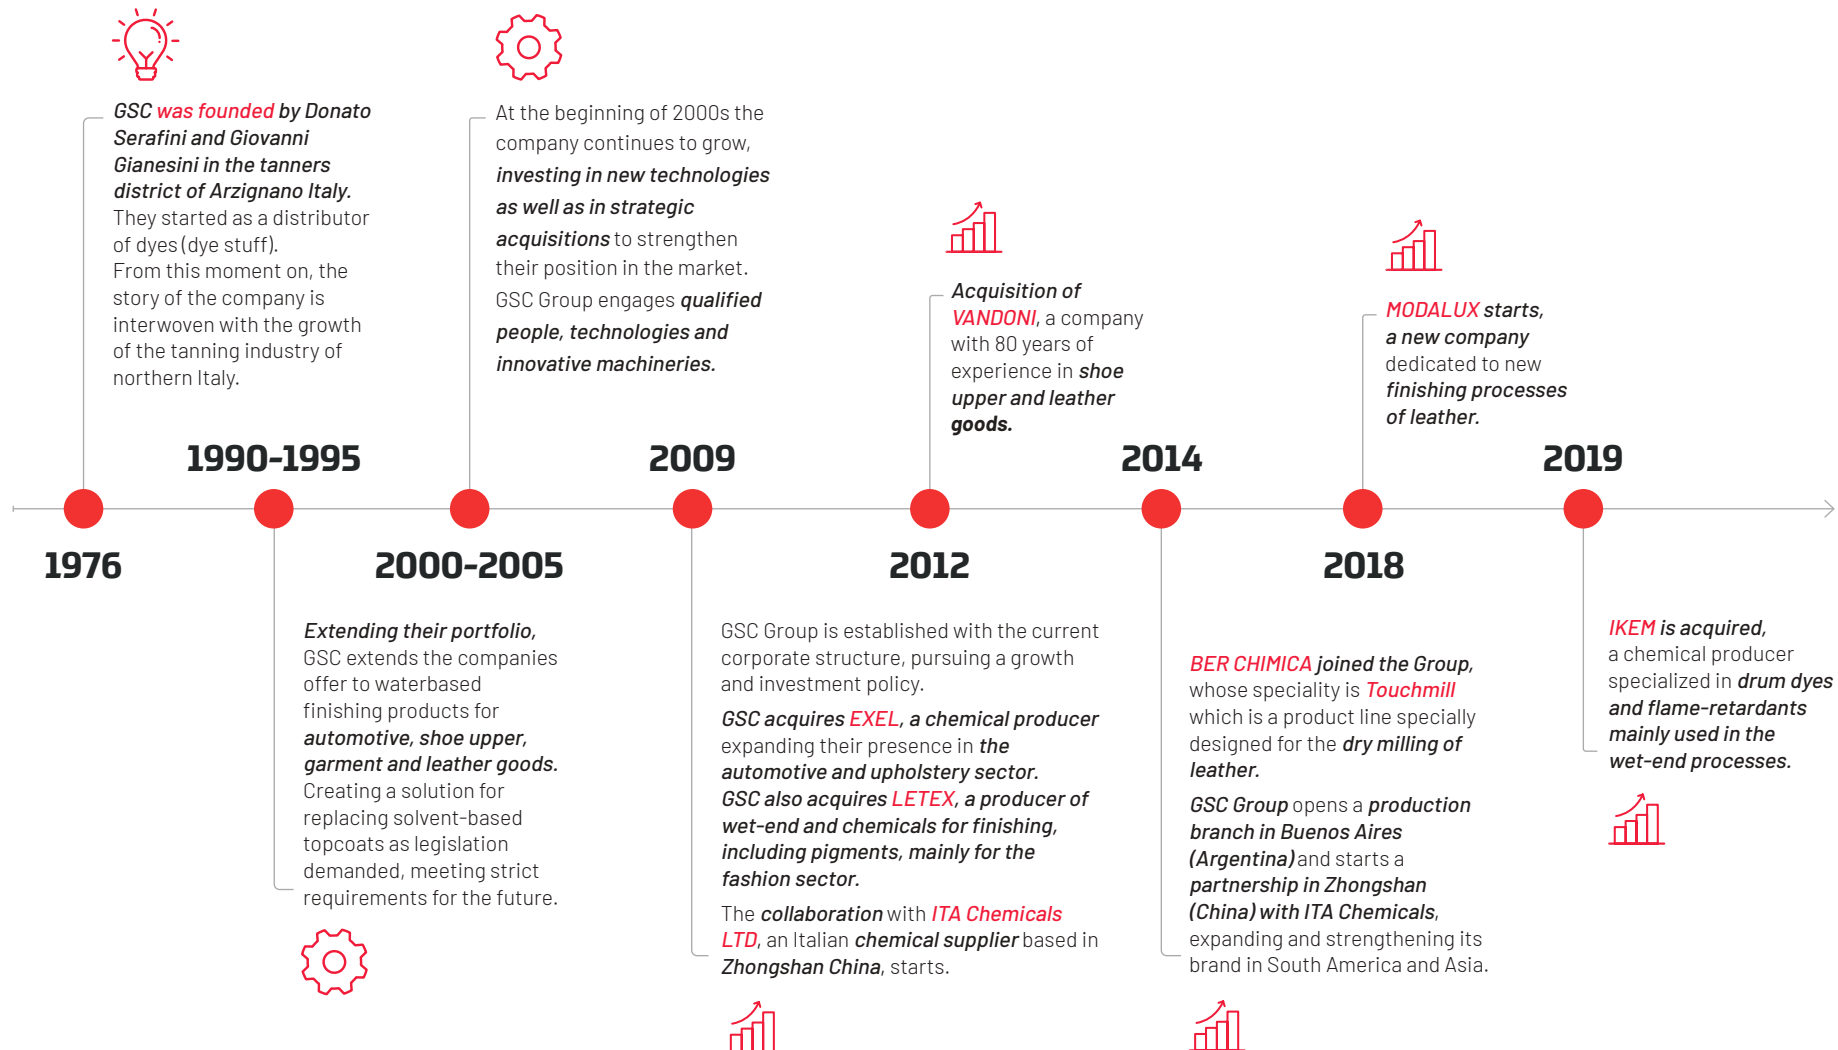 GSC was founded by Donato
Serafini and Giovanni
Gianesini in the tanners
district of Arzignano Italy.
They started as a distributor
of dyes (dye stuff).
From this moment on, the
story of the company is
interwoven with the growth
of the tanning industry of
northern Italy.
1976
1990-1995
Extending their portfolio,
GSC extends the companies
offer to waterbased
finishing products for
automotive, shoe upper,
garment and leather goods.
Creating a solution for
replacing solvent-based
topcoats as legislation
demanded, meeting strict
requirements for the future.
At the beginning of 2000s the
company continues to grow,
investing in new technologies
as well as in strategic
acquisitions to strengthen
their position in the market.
GSC Group engages qualified
people, technologies and
innovative machineries.
2000-2005
2009
GSC Group is established with the current
corporate structure, pursuing a growth
and investment policy.
GSC acquires EXEL, a chemical producer
expanding their presence in the
automotive and upholstery sector.
GSC also acquires LETEX, a producer of
wet-end and chemicals for finishing,
including pigments, mainly for the
fashion sector.
The collaboration with ITA Chemicals
LTD, an Italian chemical supplier based in
Zhongshan China, starts.
Acquisition of
VANDONI, a company
with 80 years of
experience in shoe
upper and leather
goods.
2012
2014
BER CHIMICA joined the Group,
whose speciality is Touchmill
which is a product line specially
designed for the dry milling of
leather.
GSC Group opens a production
branch in Buenos Aires
(Argentina) and starts a
partnership in Zhongshan
(China) with ITA Chemicals,
expanding and strengthening its
brand in South America and Asia.
MODALUX starts,
a new company
dedicated to new
finishing processes
of leather.
2018
2019
IKEM is acquired,
a chemical producer
specialized in drum dyes
and flame-retardants
mainly used in the
wet-end processes.